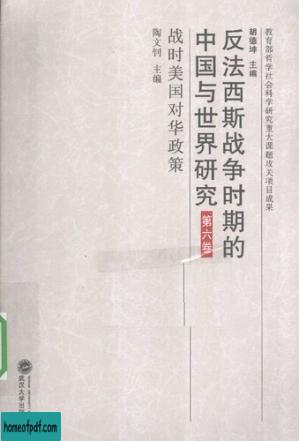 教育部哲学社会科学研究重大课题攻关项目成果
胡德坤 主编
反法西斯战争时期的
中国与世界研究
第六卷
战时美国对华政策
陶文钊 主编
武汉大学出版社
homeofpdf.com